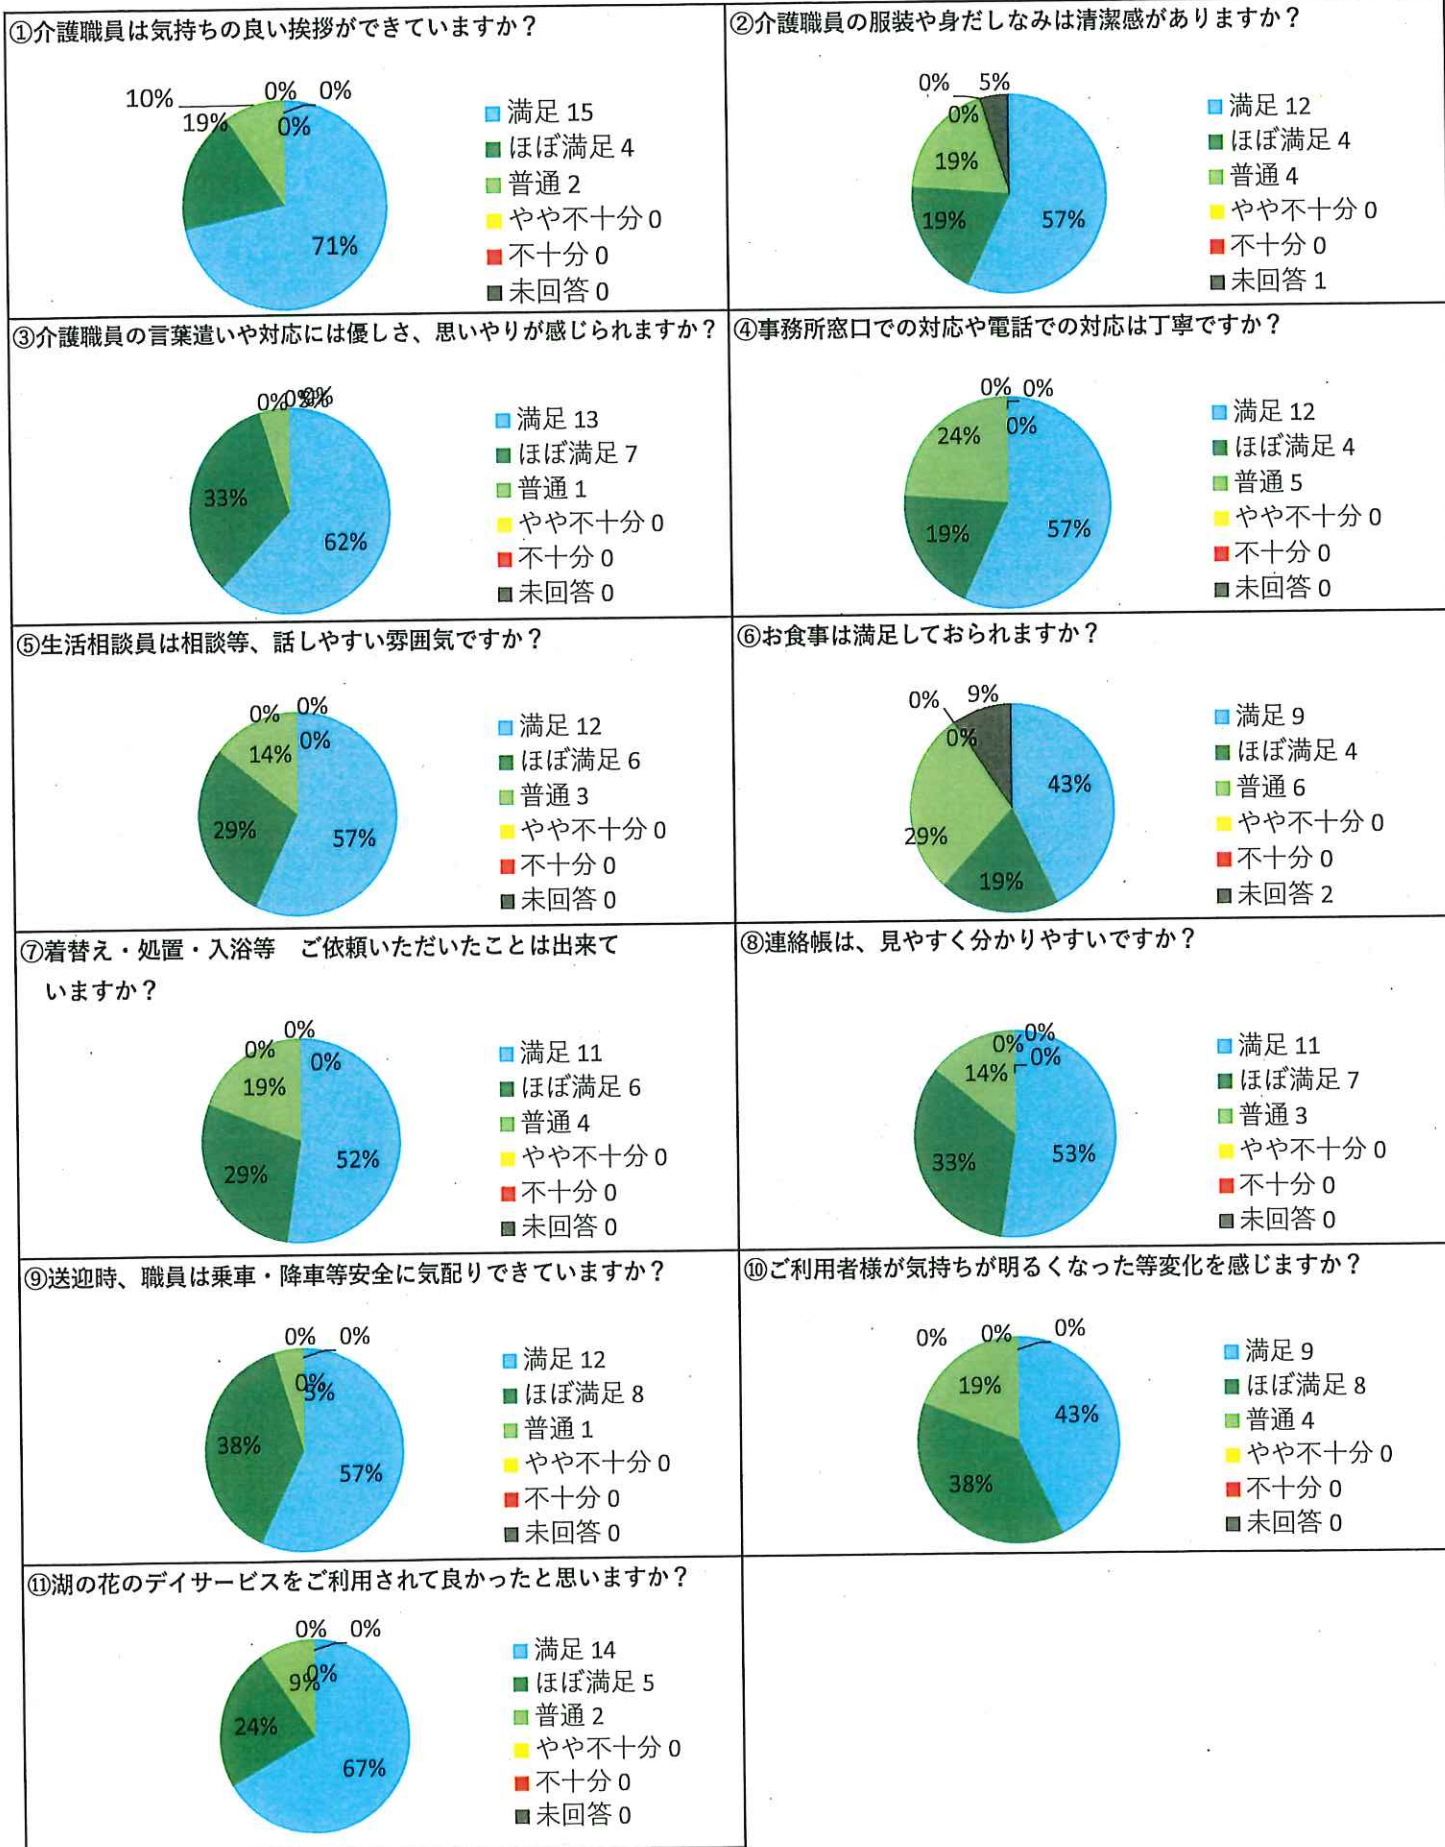 ①介護職員は気持ちの良い挨拶ができていますか？
10%
0%
0%
19%
0%
71%
満足 15
ほぼ満足 4
普通 2
やや不十分 0
不十分 0
未回答 0
②介護職員の服装や身だしなみは清潔感がありますか？
0%
5%
0%
19%
19%
57%
満足 12
ほぼ満足 4
普通 4
やや不十分 0
不十分 0
未回答 1
③介護職員の言葉遣いや対応には優しさ、思いやりが感じられますか？
0%
0%
5%
0%
33%
62%
満足 13
ほぼ満足 7
普通 1
やや不十分 0
不十分 0
未回答 0
④事務所窓口での対応や電話での対応は丁寧ですか？
0%
0%
0%
24%
19%
57%
満足 12
ほぼ満足 4
普通 5
やや不十分 0
不十分 0
未回答 0
⑤生活相談員は相談等、話しやすい雰囲気ですか？
0%
0%
0%
14%
29%
57%
満足 12
ほぼ満足 6
普通 3
やや不十分 0
不十分 0
未回答 0
⑥お食事は満足しておられますか？
0%
9%
0%
43%
29%
19%
満足 9
ほぼ満足 4
普通 6
やや不十分 0
不十分 0
未回答 2
⑦着替え・処置・入浴等　ご依頼いただいたことは出来て
いますか？
0%
0%
0%
19%
52%
29%
満足 11
ほぼ満足 6
普通 4
やや不十分 0
不十分 0
未回答 0
⑧連絡帳は、見やすく分かりやすいですか？
0%
0%
0%
14%
53%
33%
満足 11
ほぼ満足 7
普通 3
やや不十分 0
不十分 0
未回答 0
⑨送迎時、職員は乗車・降車等安全に気配りできていますか？
0%
0%
0%
5%
38%
57%
満足 12
ほぼ満足 8
普通 1
やや不十分 0
不十分 0
未回答 0
⑩ご利用者様が気持ちが明るくなった等変化を感じますか？
0%
0%
0%
19%
43%
38%
満足 9
ほぼ満足 8
普通 4
やや不十分 0
不十分 0
未回答 0
⑪湖の花のデイサービスをご利用されて良かったと思いますか？
0%
0%
0%
9%
24%
67%
満足 14
ほぼ満足 5
普通 2
やや不十分 0
不十分 0
未回答 0